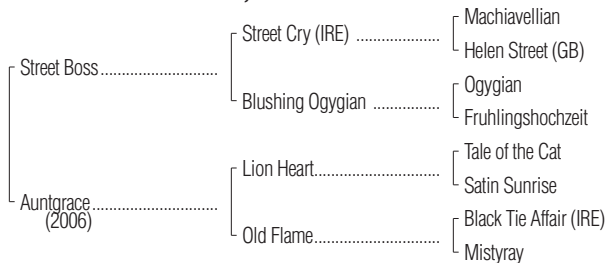 Machiavellian
Street Cry (IRE) ..................
Helen Street (GB)
Street Boss.........................
Ogygian
Blushing Ogygian ..............
Fruhlingshochzeit
Tale of the Cat
Lion Heart..........................
Satin Sunrise
Auntgrace...........................
(2006)
Black Tie Affair (IRE)
Old Flame..........................
Mistyray